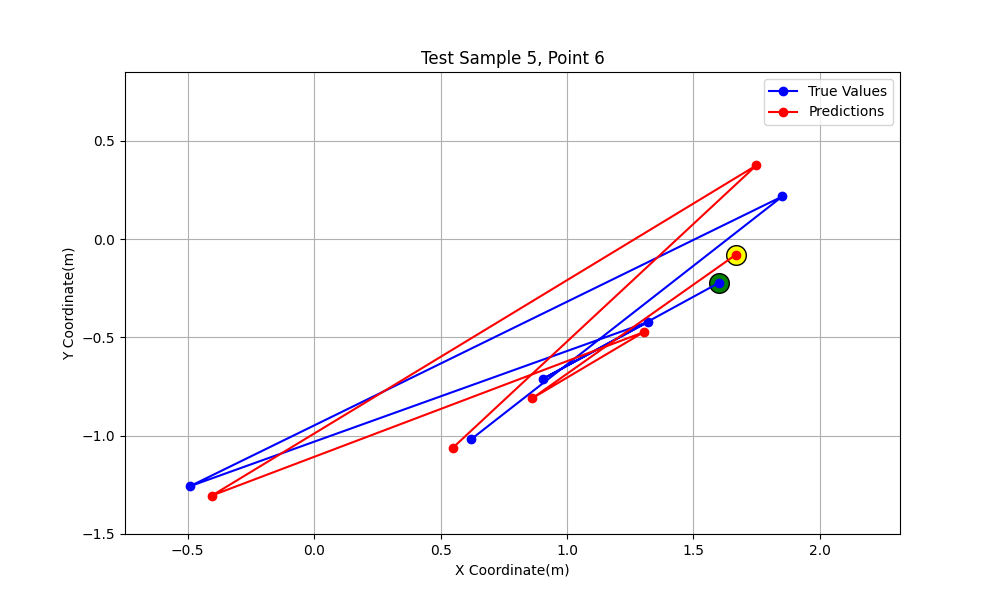 Test Sample 5, Point 6
True Values
Predictions
0.5
0.0
−0.5
−1.0
−1.5
Y Coordinate(m)
−0.5
0.0
0.5
1.0
1.5
2.0
X Coordinate(m)